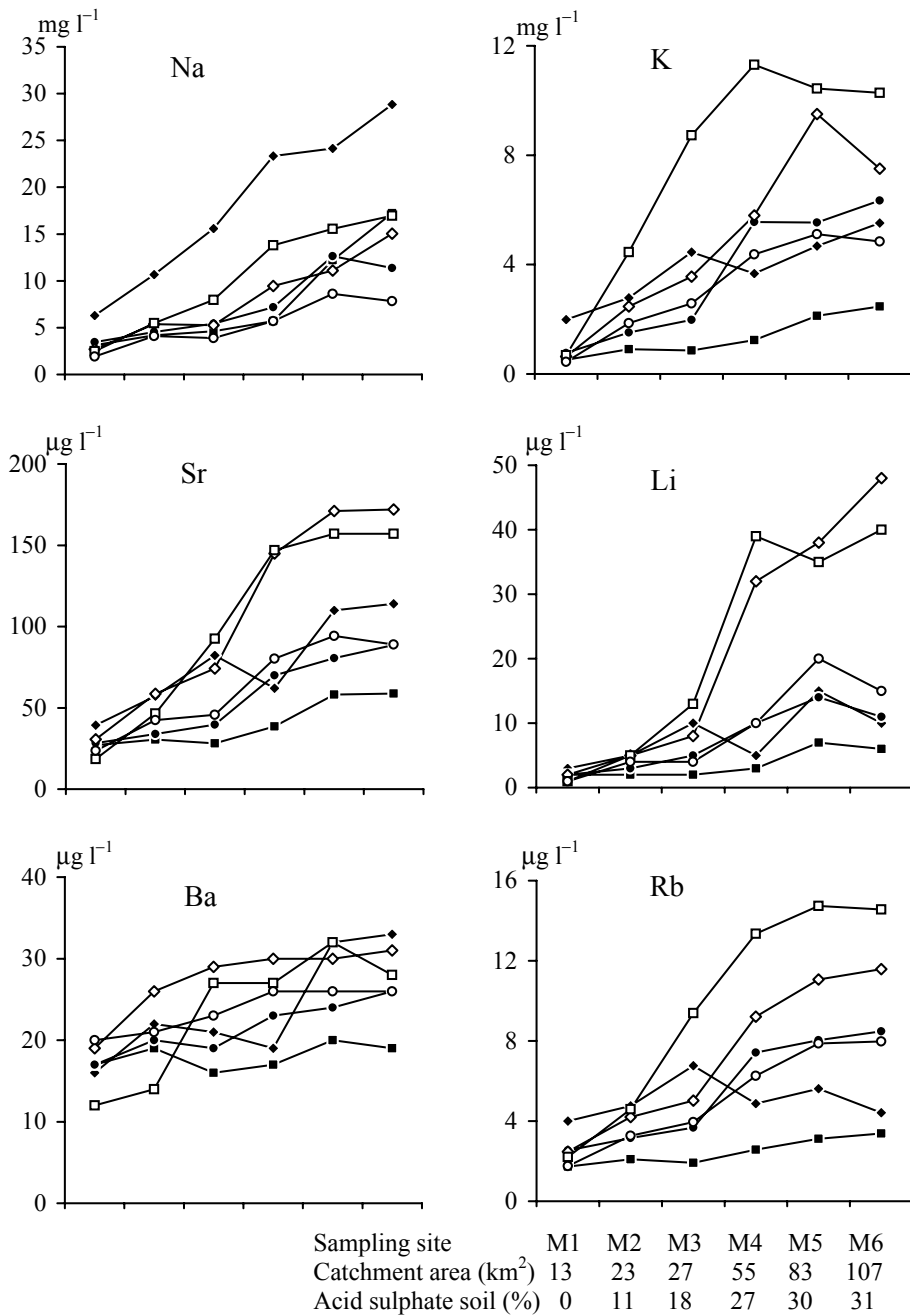 mg l⁻¹ mg l⁻¹
Na
35
30
25
20
15
10
5
0
K
12
8
4
0
µg l⁻¹
Sr
200
150
100
50
0
µg l⁻¹
Li
50
40
30
20
10
0
µg l⁻¹
Ba
40
30
20
10
0
µg l⁻¹
Rb
16
12
8
4
0
Sampling site M1 M2 M3 M4 M5 M6
Catchment area (km²) 13 23 27 55 83 107
Acid sulphate soil (%) 0 11 18 27 30 31